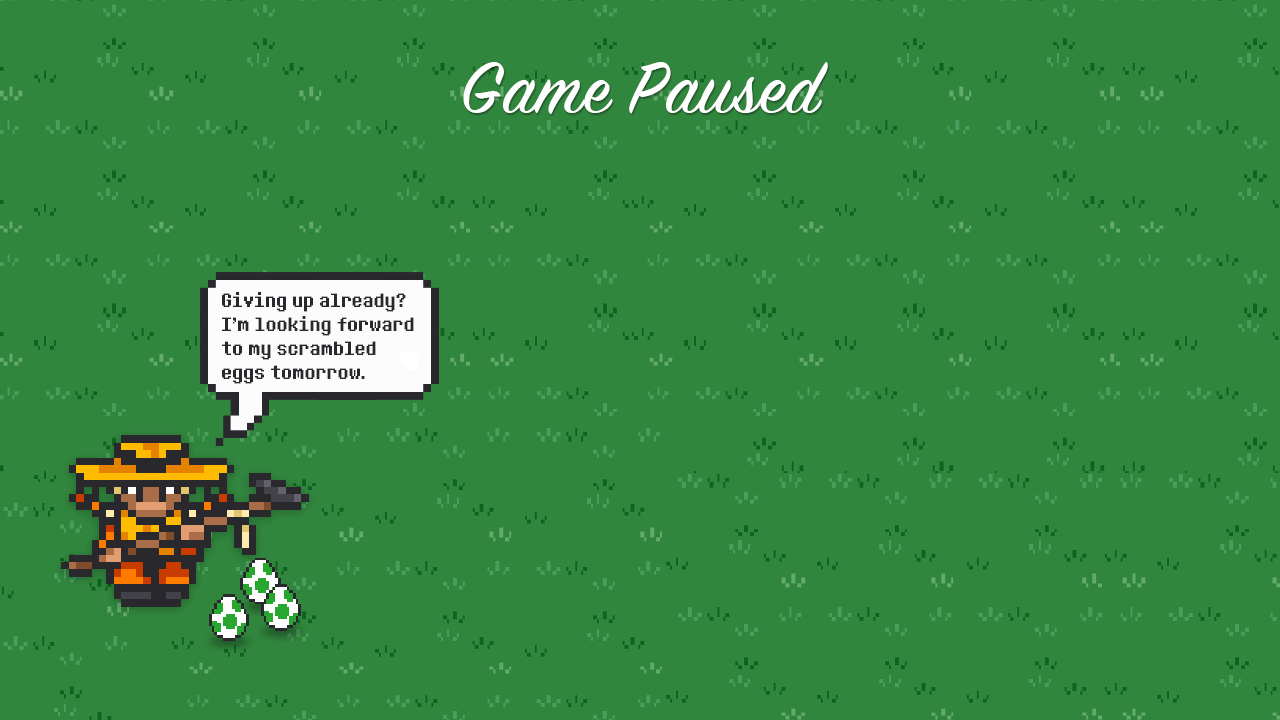 Game Paused
Giving up already?
I'm looking forward
to my scrambled
eggs tomorrow.